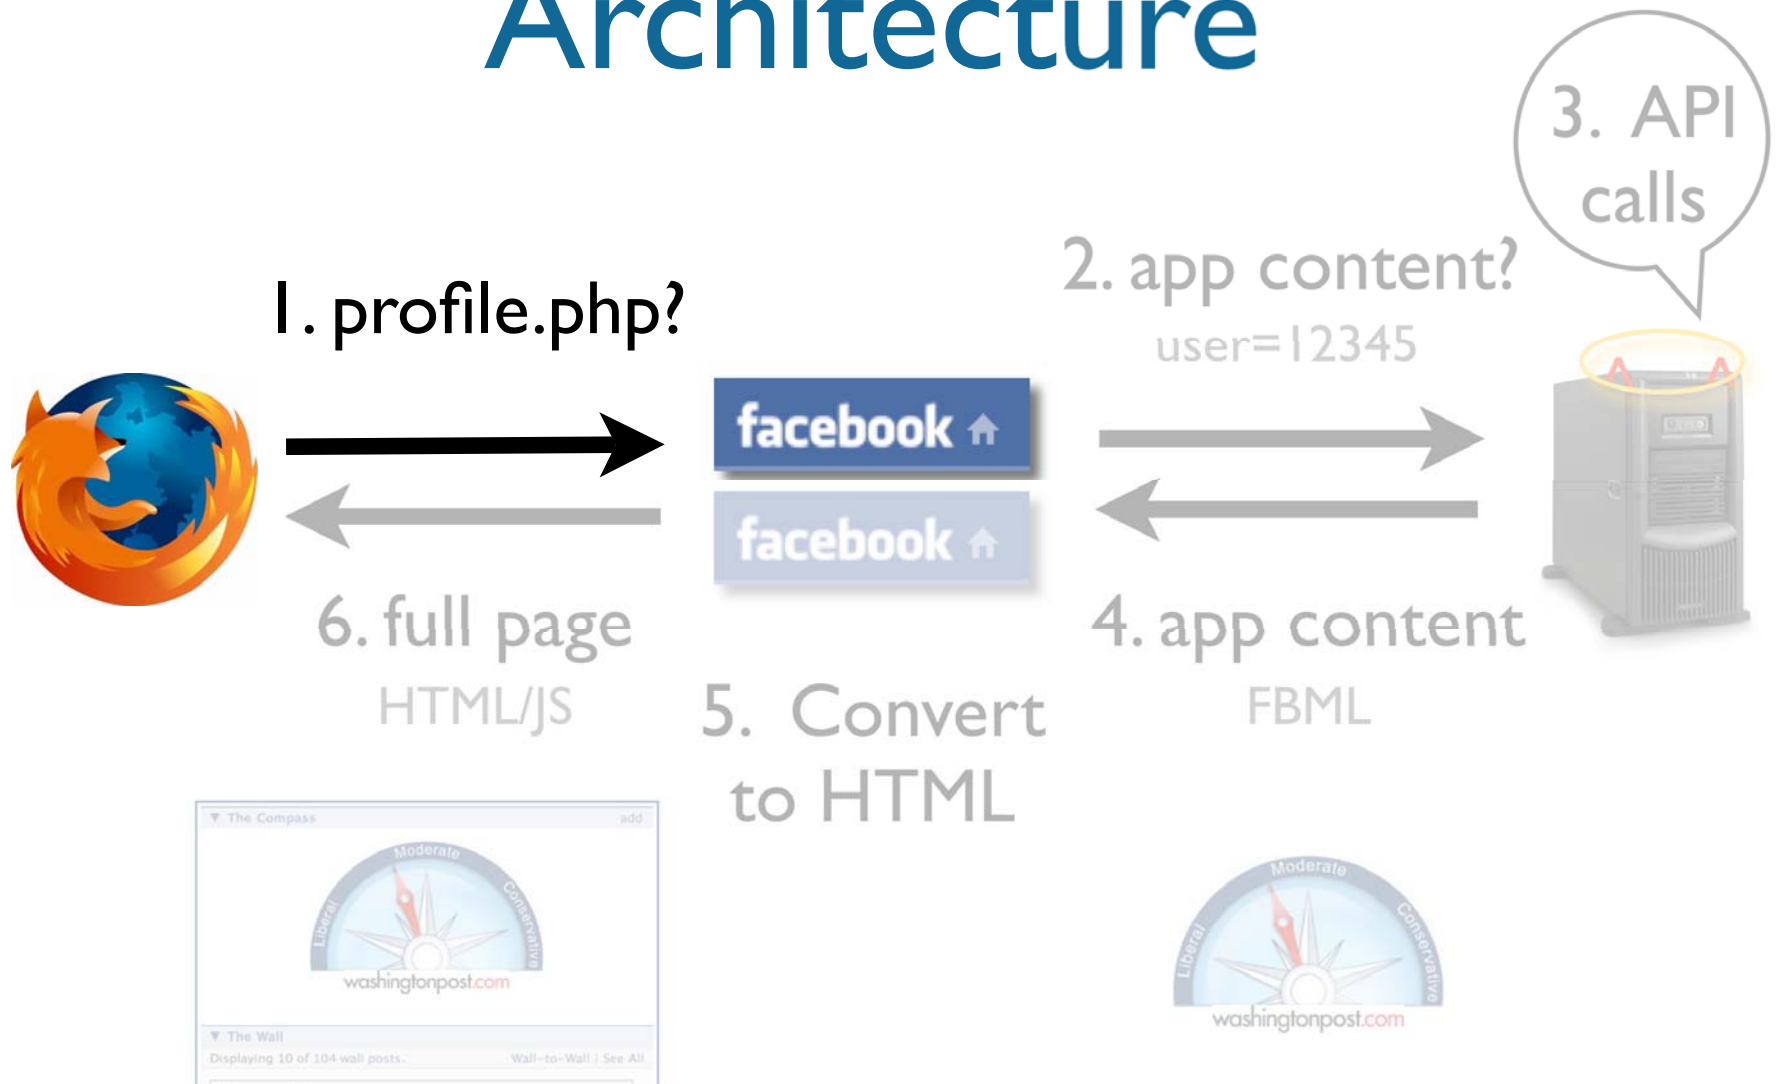 Architecture
3. API
calls
2. app content?
user=12345
1. profile.php?
facebook
facebook
6. full page
HTML/JS
4. app content
FBML
5. Convert
to HTML
▼ The Compass add
Moderate
Liberal
Conservative
washingtonpost.com
▼ The Wall
Displaying 10 of 104 wall posts. Wall-to-Wall | See All
Moderate
Liberal
Conservative
washingtonpost.com